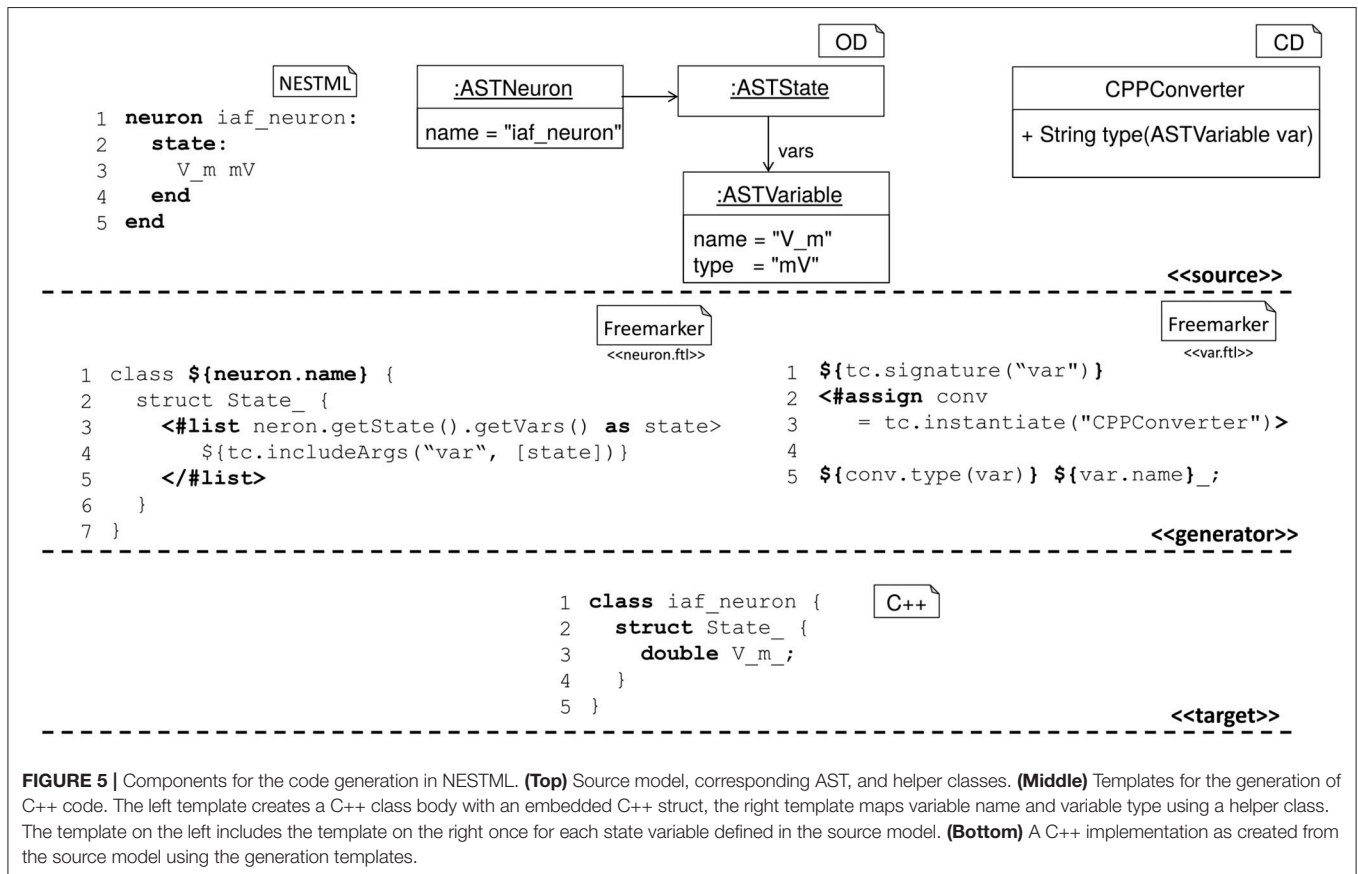 NESTML
1 neuron iaf_neuron:
2 state:
3 V_m mV
4 end
5 end
OD
:ASTNeuron
name = "iaf_neuron"
:ASTState
vars
:ASTVariable
name = "V_m"
type = "mV"
CD
CPPConverter
+ String type(ASTVariable var)
<<source>>
Freemarker
<<neuron.ftl>>
1 class ${neuron.name} {
2 struct State_ {
3 <#list neron.getState().getVars() as state>
4 ${tc.includeArgs(“var“, [state])}
5 </#list>
6 }
7 }
Freemarker
<<var.ftl>>
1 ${tc.signature(“var")}
2 <#assign conv
3 = tc.instantiate("CPPConverter")>
4
5 ${conv.type(var)} ${var.name}_;
<<generator>>
C++
1 class iaf_neuron {
2 struct State_ {
3 double V_m_;
4 }
5 }
<<target>>
FIGURE 5 | Components for the code generation in NESTML. (Top) Source model, corresponding AST, and helper classes. (Middle) Templates for the generation of
C++ code. The left template creates a C++ class body with an embedded C++ struct, the right template maps variable name and variable type using a helper class.
The template on the left includes the template on the right once for each state variable defined in the source model. (Bottom) A C++ implementation as created from
the source model using the generation templates.